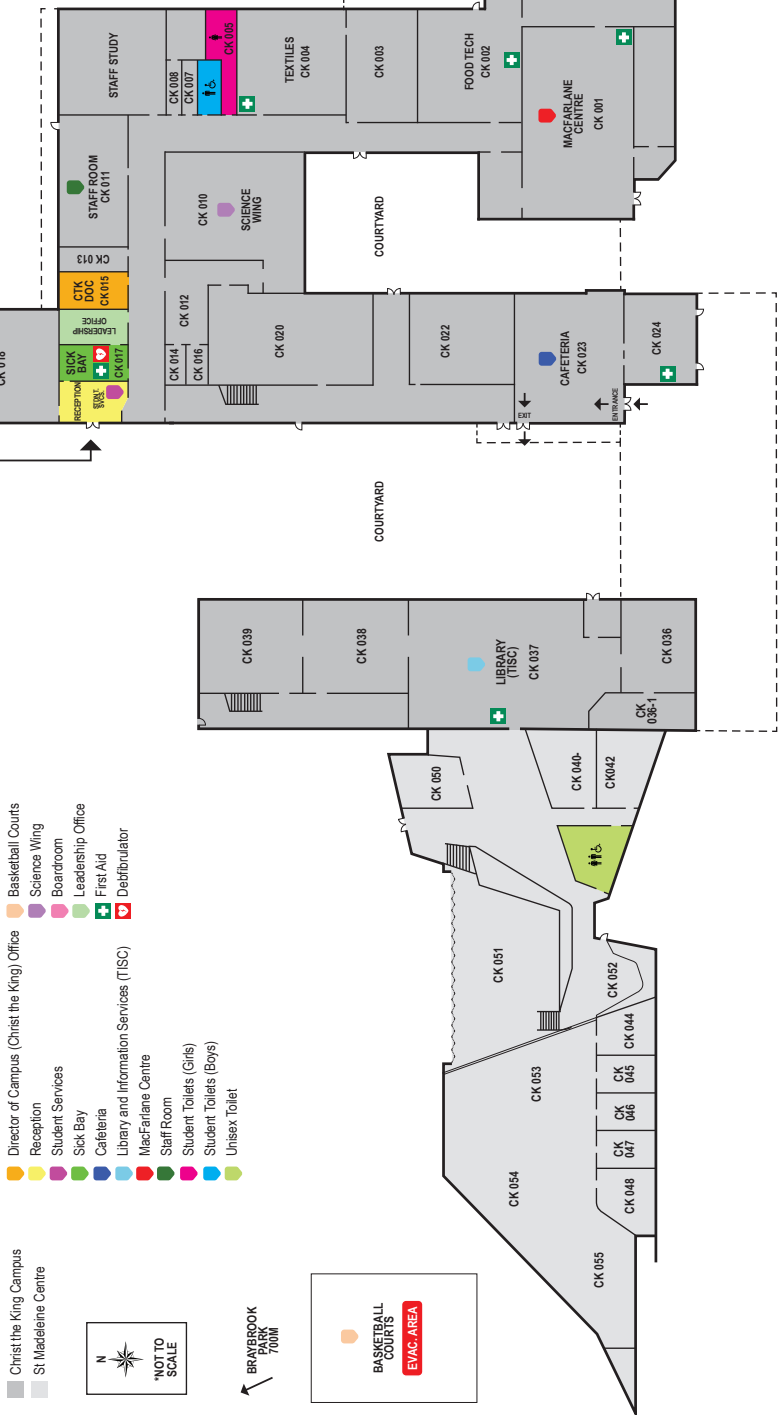 STAFF STUDY
CK 008
CK 007
CK 005
TEXTILES
CK 004
CK 003
FOOD TECH
CK 002
MACFARLANE
CENTRE
CK 001
STAFF ROOM
CK 011
CK 013
CTK
DOC
CK 015
LEADERSHIP
OFFICE
SICK
BAY
CK 017
RECEPTION
STDNT.
SVCS.
CK 018
CK 010
SCIENCE
WING
CK 012
CK 014
CK 016
CK 020
CK 022
CAFETERIA
CK 023
CK 024
EXIT
ENTRANCE
COURTYARD
COURTYARD
CK 039
CK 038
LIBRARY
(TISC)
CK 037
CK 036
CK
036-1
CK 050
CK 040-
CK042
CK 051
CK 052
CK 053
CK 044
CK
045
CK
046
CK
047
CK 048
CK 054
CK 055
Christ the King Campus
St Madeleine Centre
Director of Campus (Christ the King) Office
Reception
Student Services
Sick Bay
Cafeteria
Library and Information Services (TISC)
MacFarlane Centre
Staff Room
Student Toilets (Girls)
Student Toilets (Boys)
Unisex Toilet
Basketball Courts
Science Wing
Boardroom
Leadership Office
First Aid
Debfibrulator
N
*NOT TO
SCALE
BRAYBROOK
PARK
700M
BASKETBALL
COURTS
EVAC. AREA